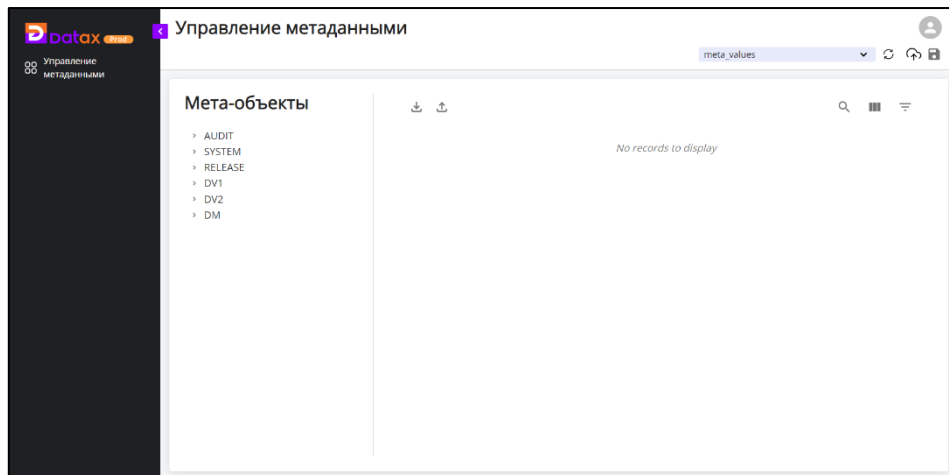 Datax Prod
Управление
метаданными
Управление метаданными
meta_values
Мета-объекты
AUDIT
SYSTEM
RELEASE
DV1
DV2
DM
No records to display